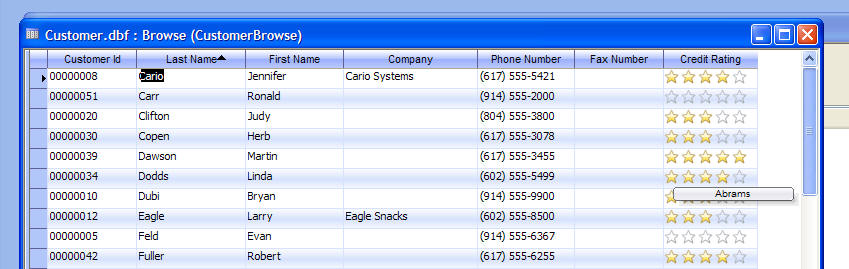 Customer.dbf : Browse (CustomerBrowse)
Customer Id Last Name First Name Company Phone Number Fax Number Credit Rating
00000008 Cario Jennifer Cario Systems (617) 555-5421
00000051 Carr Ronald (914) 555-2000
00000020 Clifton Judy (804) 555-3800
00000030 Copen Herb (617) 555-3078
00000039 Dawson Martin (617) 555-3455
00000034 Dodds Linda (602) 555-5499
00000010 Dubi Bryan (914) 555-9900
Abrams
00000012 Eagle Larry Eagle Snacks (602) 555-8500
00000005 Feld Evan (914) 555-6367
00000042 Fuller Robert (617) 555-6255